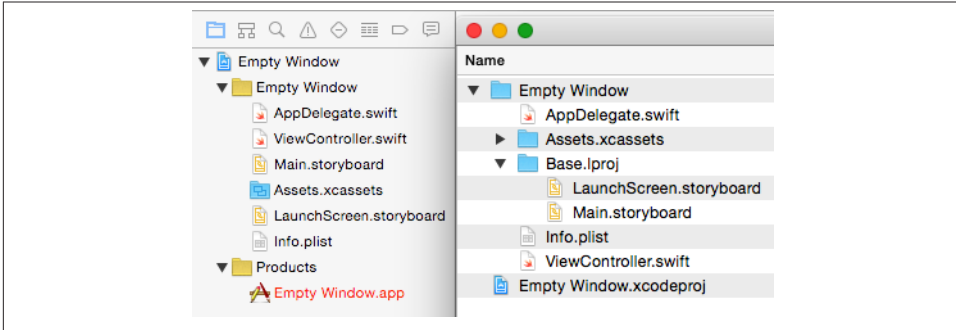 Empty Window
Empty Window
AppDelegate.swift
ViewController.swift
Main.storyboard
Assets.xcassets
LaunchScreen.storyboard
Info.plist
Products
Empty Window.app
Name
Empty Window
AppDelegate.swift
Assets.xcassets
Base.lproj
LaunchScreen.storyboard
Main.storyboard
Info.plist
ViewController.swift
Empty Window.xcodeproj